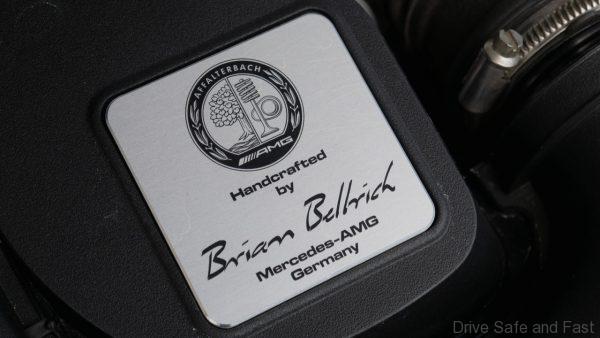 AFFALTERBACH
AMG
Handcrafted
by
Brian Bellrich
Mercedes-AMG
Germany
Drive Safe and Fast